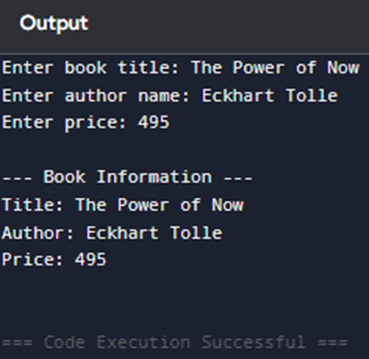 Output
Enter book title: The Power of Now
Enter author name: Eckhart Tolle
Enter price: 495
--- Book Information ---
Title: The Power of Now
Author: Eckhart Tolle
Price: 495
=== Code Execution Successful ===